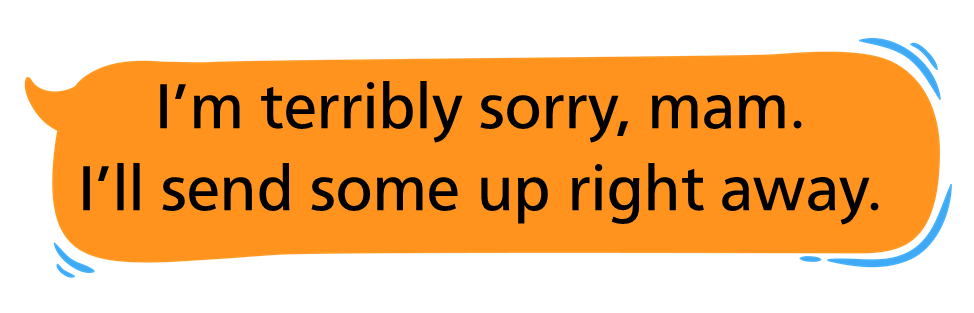 I’m terribly sorry, mam.
I’ll send some up right away.